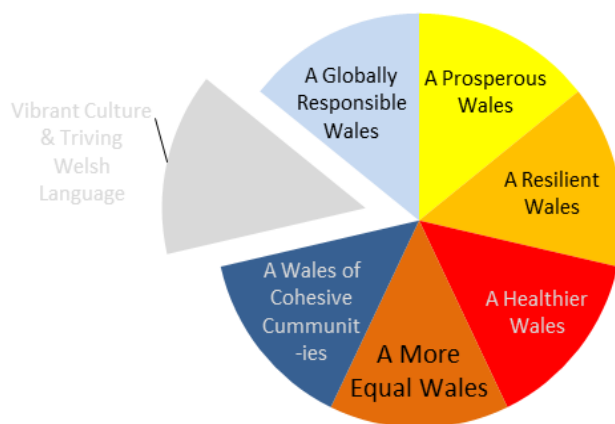 A Globally
Responsible
Wales
A Prosperous
Wales
Vibrant Culture
& Triving
Welsh
Language
A Resilient
Wales
A Wales of
Cohesive
Cummunit
-ies
A Healthier
Wales
A More
Equal Wales